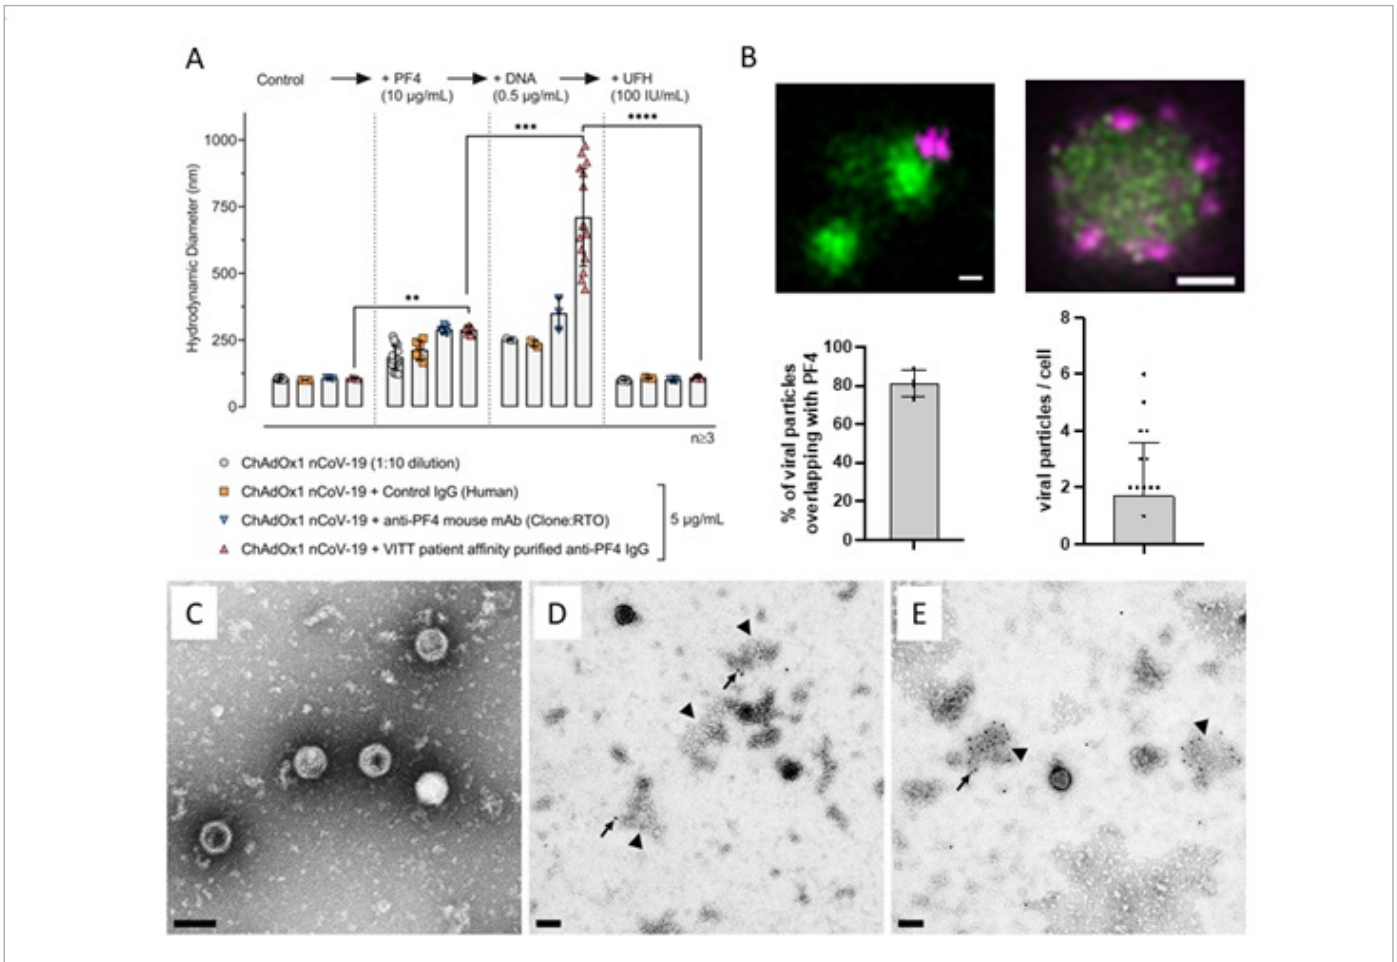 A
Control + PF4 + DNA + UFH
(10 µg/mL) (0.5 µg/mL) (100 IU/mL)
****
***
**
1000
750
500
250
0
Hydrodynamic Diameter (nm)
n≥3
ChAdOx1 nCoV-19 (1:10 dilution)
ChAdOx1 nCoV-19 + Control IgG (Human)
ChAdOx1 nCoV-19 + anti-PF4 mouse mAb (Clone:RTO)
ChAdOx1 nCoV-19 + VITT patient affinity purified anti-PF4 IgG
5 µg/mL
B
% of viral particles
overlapping with PF4
100
80
60
40
20
0
viral particles / cell
8
6
4
2
0
C
D
E